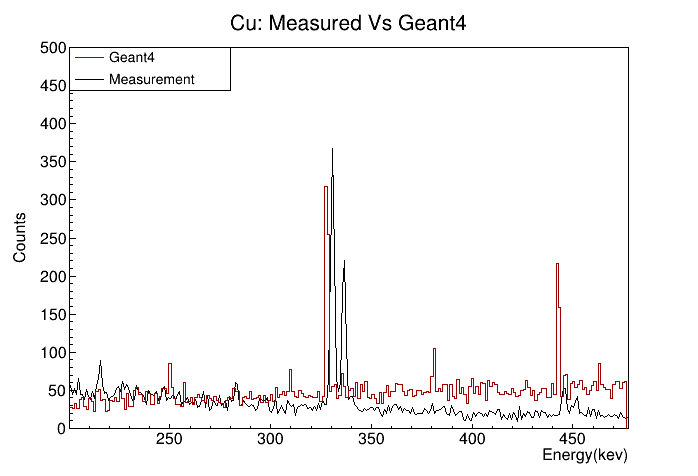 Cu: Measured Vs Geant4
Geant4
Measurement
Counts
500
450
400
350
300
250
200
150
100
50
0
250 300 350 400 450
Energy(kev)